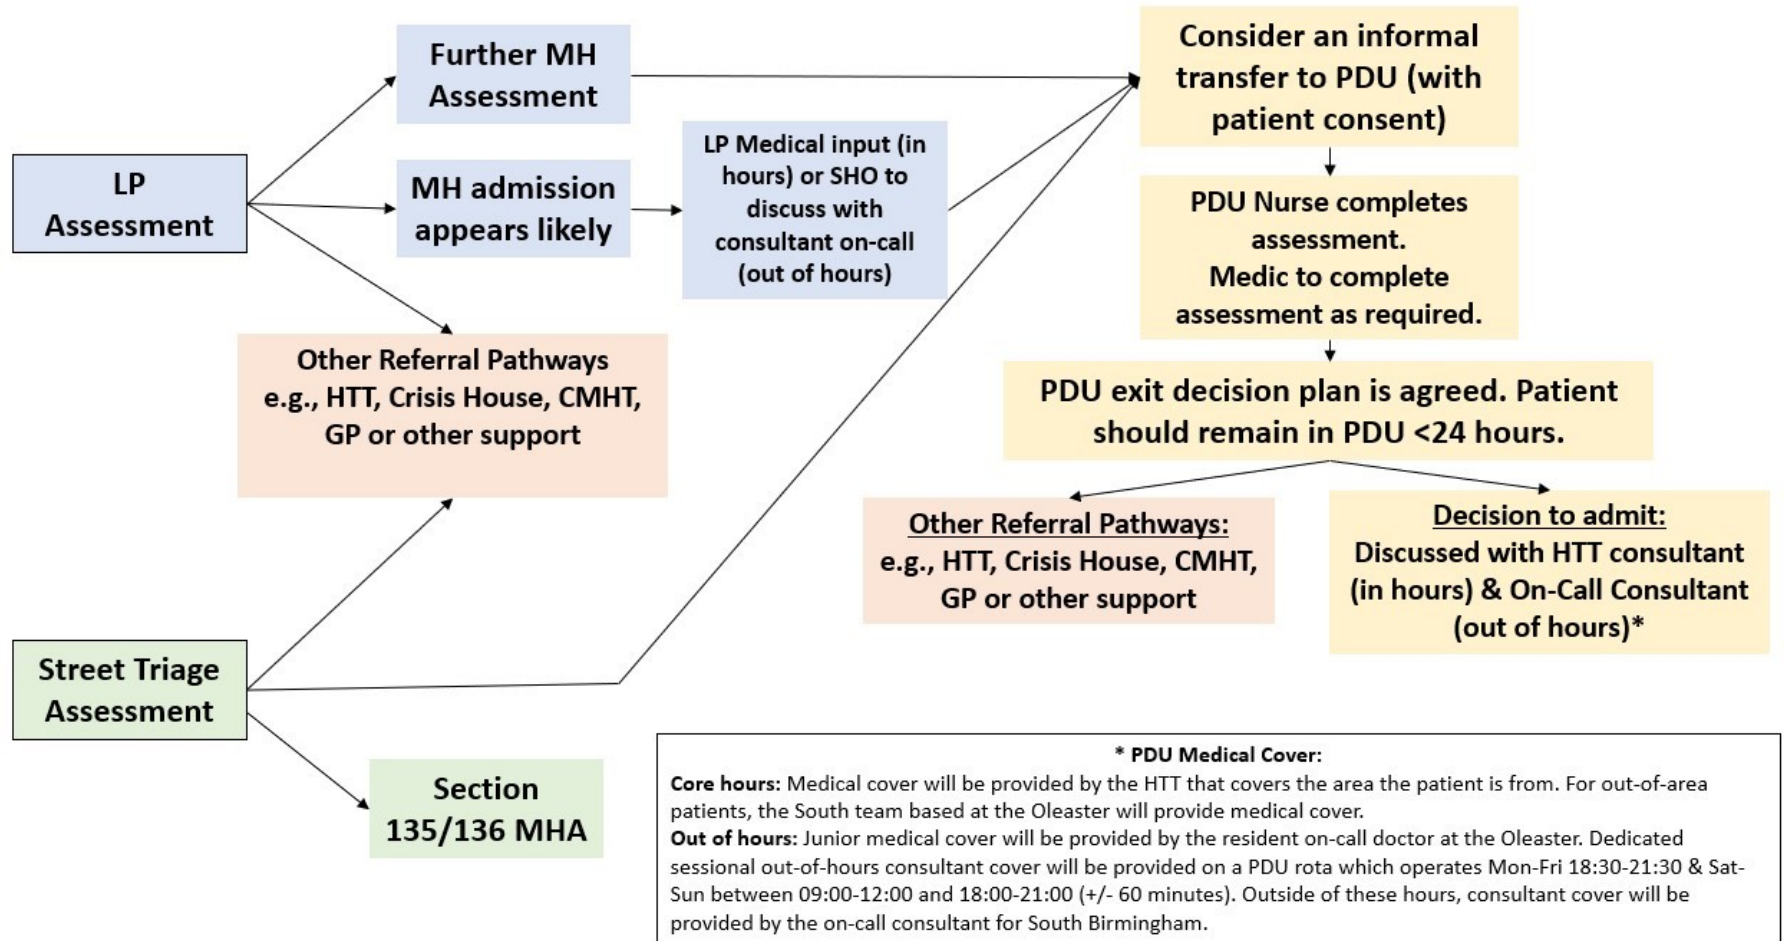 Further MH
Assessment
Consider an informal
transfer to PDU (with
patient consent)
LP
Assessment
MH admission
appears likely
LP Medical input (in
hours) or SHO to
discuss with
consultant on-call
(out of hours)
PDU Nurse completes
assessment.
Medic to complete
assessment as required.
Other Referral Pathways
e.g., HTT, Crisis House, CMHT,
GP or other support
PDU exit decision plan is agreed. Patient
should remain in PDU <24 hours.
Other Referral Pathways:
e.g., HTT, Crisis House, CMHT,
GP or other support
Decision to admit:
Discussed with HTT consultant
(in hours) & On-Call Consultant
(out of hours)*
Street Triage
Assessment
Section
135/136 MHA
* PDU Medical Cover:
Core hours: Medical cover will be provided by the HTT that covers the area the patient is from. For out-of-area
patients, the South team based at the Oleaster will provide medical cover.
Out of hours: Junior medical cover will be provided by the resident on-call doctor at the Oleaster. Dedicated
sessional out-of-hours consultant cover will be provided on a PDU rota which operates Mon-Fri 18:30-21:30 & Sat-
Sun between 09:00-12:00 and 18:00-21:00 (+/- 60 minutes). Outside of these hours, consultant cover will be
provided by the on-call consultant for South Birmingham.